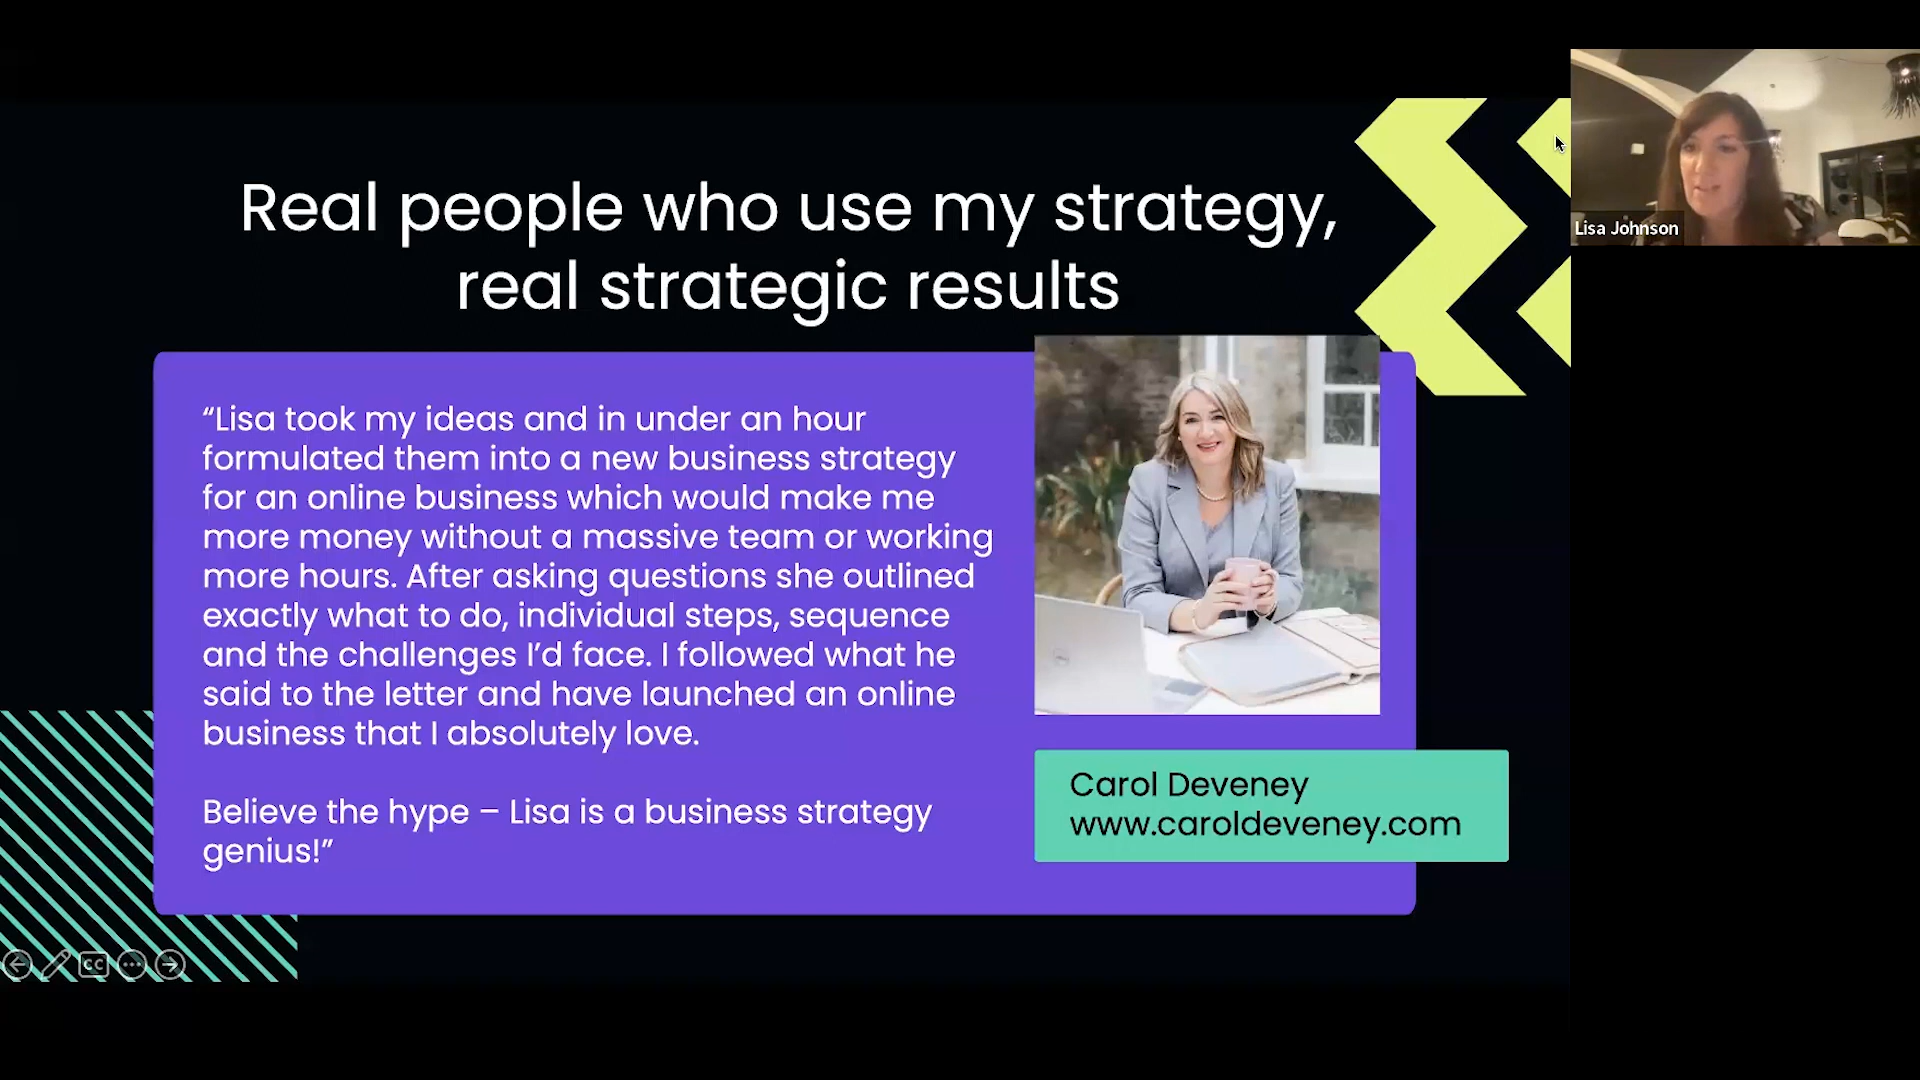 Real people who use my strategy,
real strategic results
“Lisa took my ideas and in under an hour
formulated them into a new business strategy
for an online business which would make me
more money without a massive team or working
more hours. After asking questions she outlined
exactly what to do, individual steps, sequence
and the challenges I’d face. I followed what he
said to the letter and have launched an online
business that I absolutely love.
Believe the hype – Lisa is a business strategy
genius!”
Carol Deveney
www.caroldeveney.com
Lisa Johnson
CC